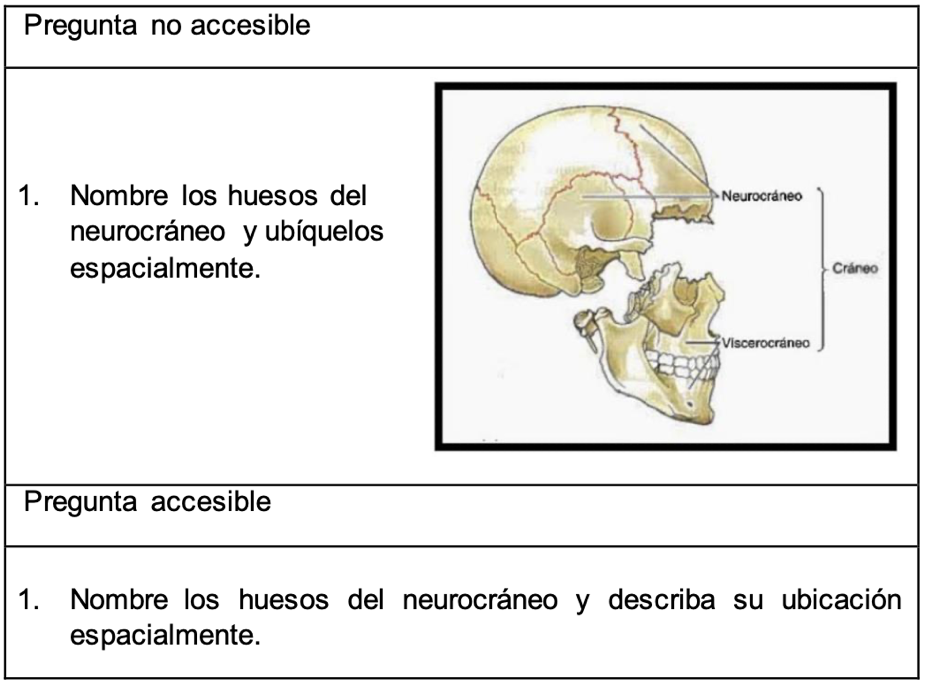 Pregunta no accesible
1. Nombre los huesos del
neurocráneo y ubíquelos
espacialmente.
Neurocráneo
Cráneo
Viscerocráneo
Pregunta accesible
1. Nombre los huesos del neurocráneo y describa su ubicación
espacialmente.